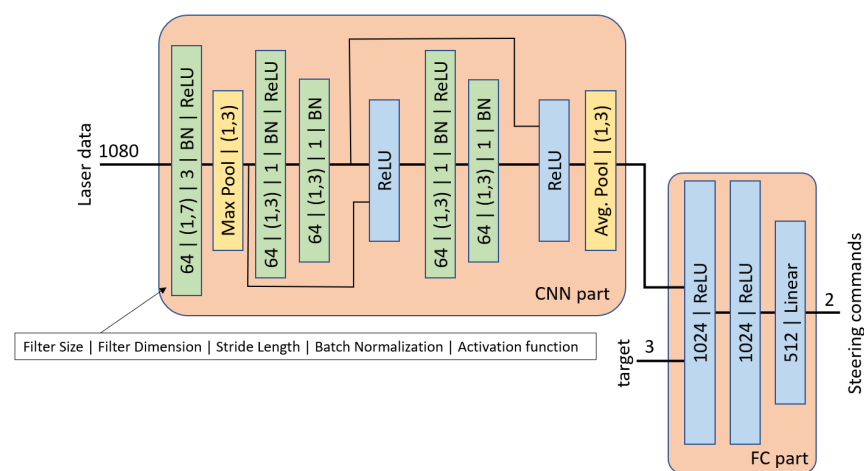 Laser data
1080
64 | (1,7) | 3 | BN | ReLU
Max Pool | (1,3)
64 | (1,3) | 1 | BN | ReLU
64 | (1,3) | 1 | BN
ReLU
64 | (1,3) | 1 | BN | ReLU
64 | (1,3) | 1 | BN
ReLU
Avg. Pool | (1,3)
CNN part
Filter Size | Filter Dimension | Stride Length | Batch Normalization | Activation function
target
3
1024 | ReLU
1024 | ReLU
512 | Linear
2
Steering commands
FC part